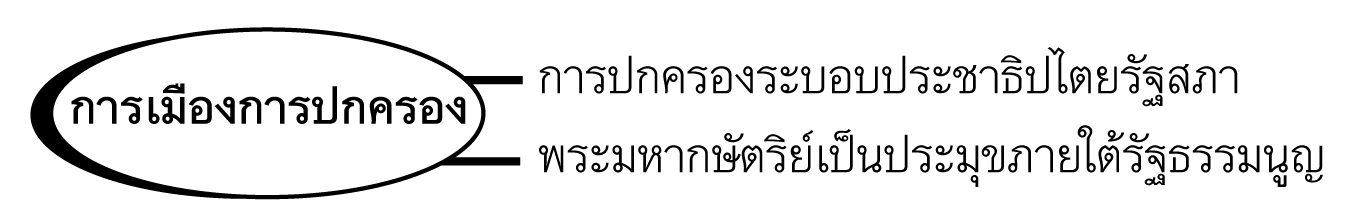 การเมืองการปกครอง
การปกครองระบอบประชาธิปไตยรัฐสภา
พระมหากษัตริย์เป็นประมุขภายใต้รัฐธรรมนูญ